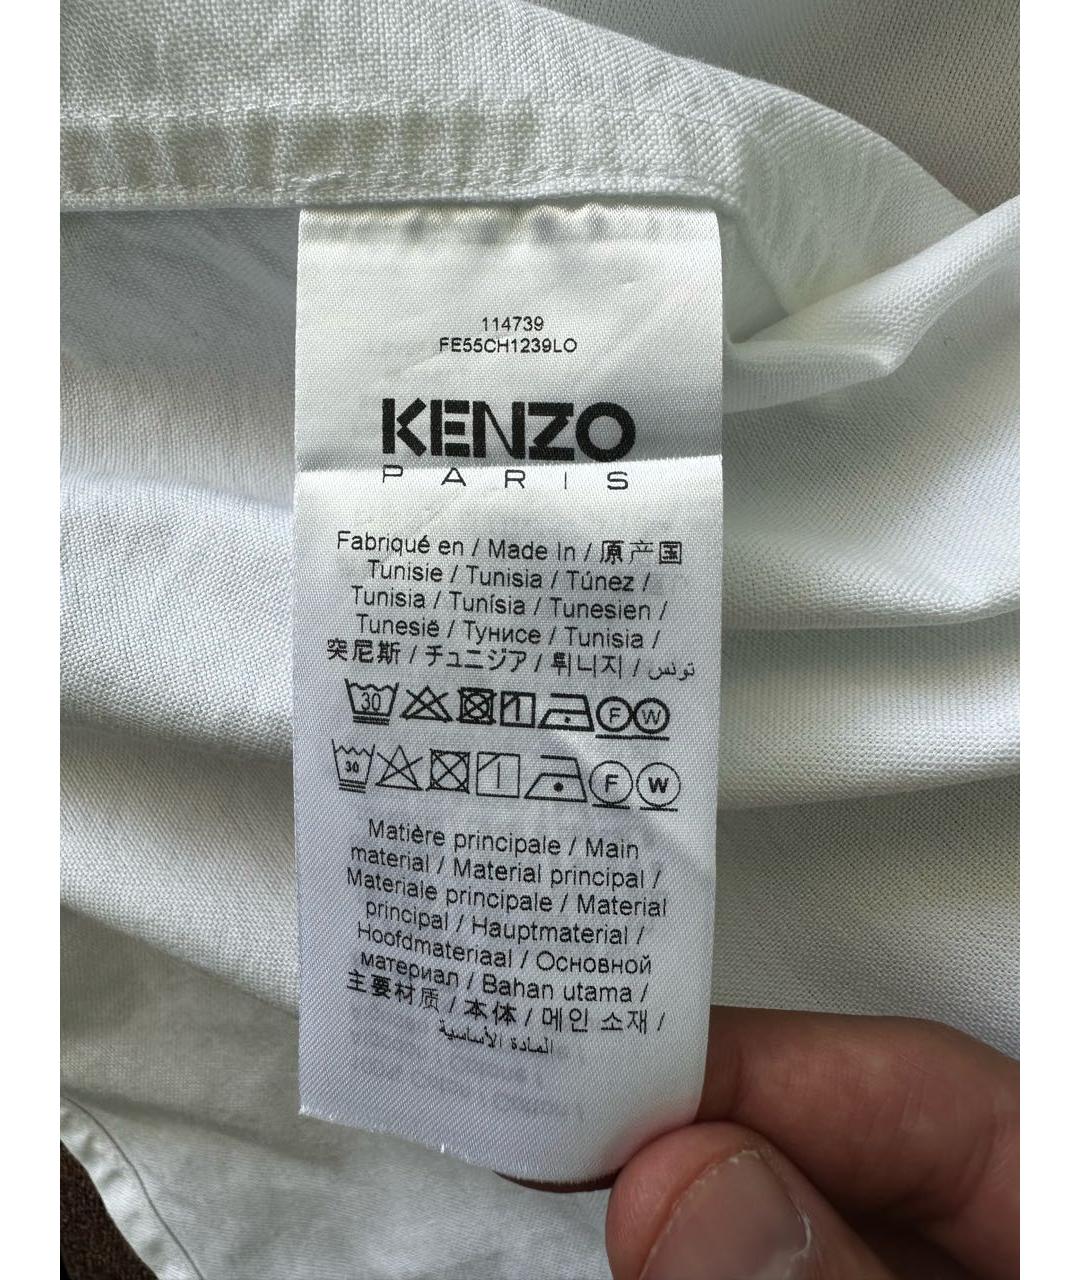 114739
FE55CH1239LO
KENZO
PARIS
Fabriqué en / Made In / 原产国
Tunisie / Tunisia / Túnez /
Tunisia / Tunísia / Tunesien /
Tunesië / Тунисе / Tunisia /
突尼斯 / チュニジア / 튀니지 / تونس
30 F W
30 F W
Matière principale / Main
material / Material principal /
Materiale principale / Material
principal / Hauptmaterial /
Hoofdmateriaal / Основной
материал / Bahan utama /
主要材质 / 本体 / 메인 소재 /
المادة الأساسية